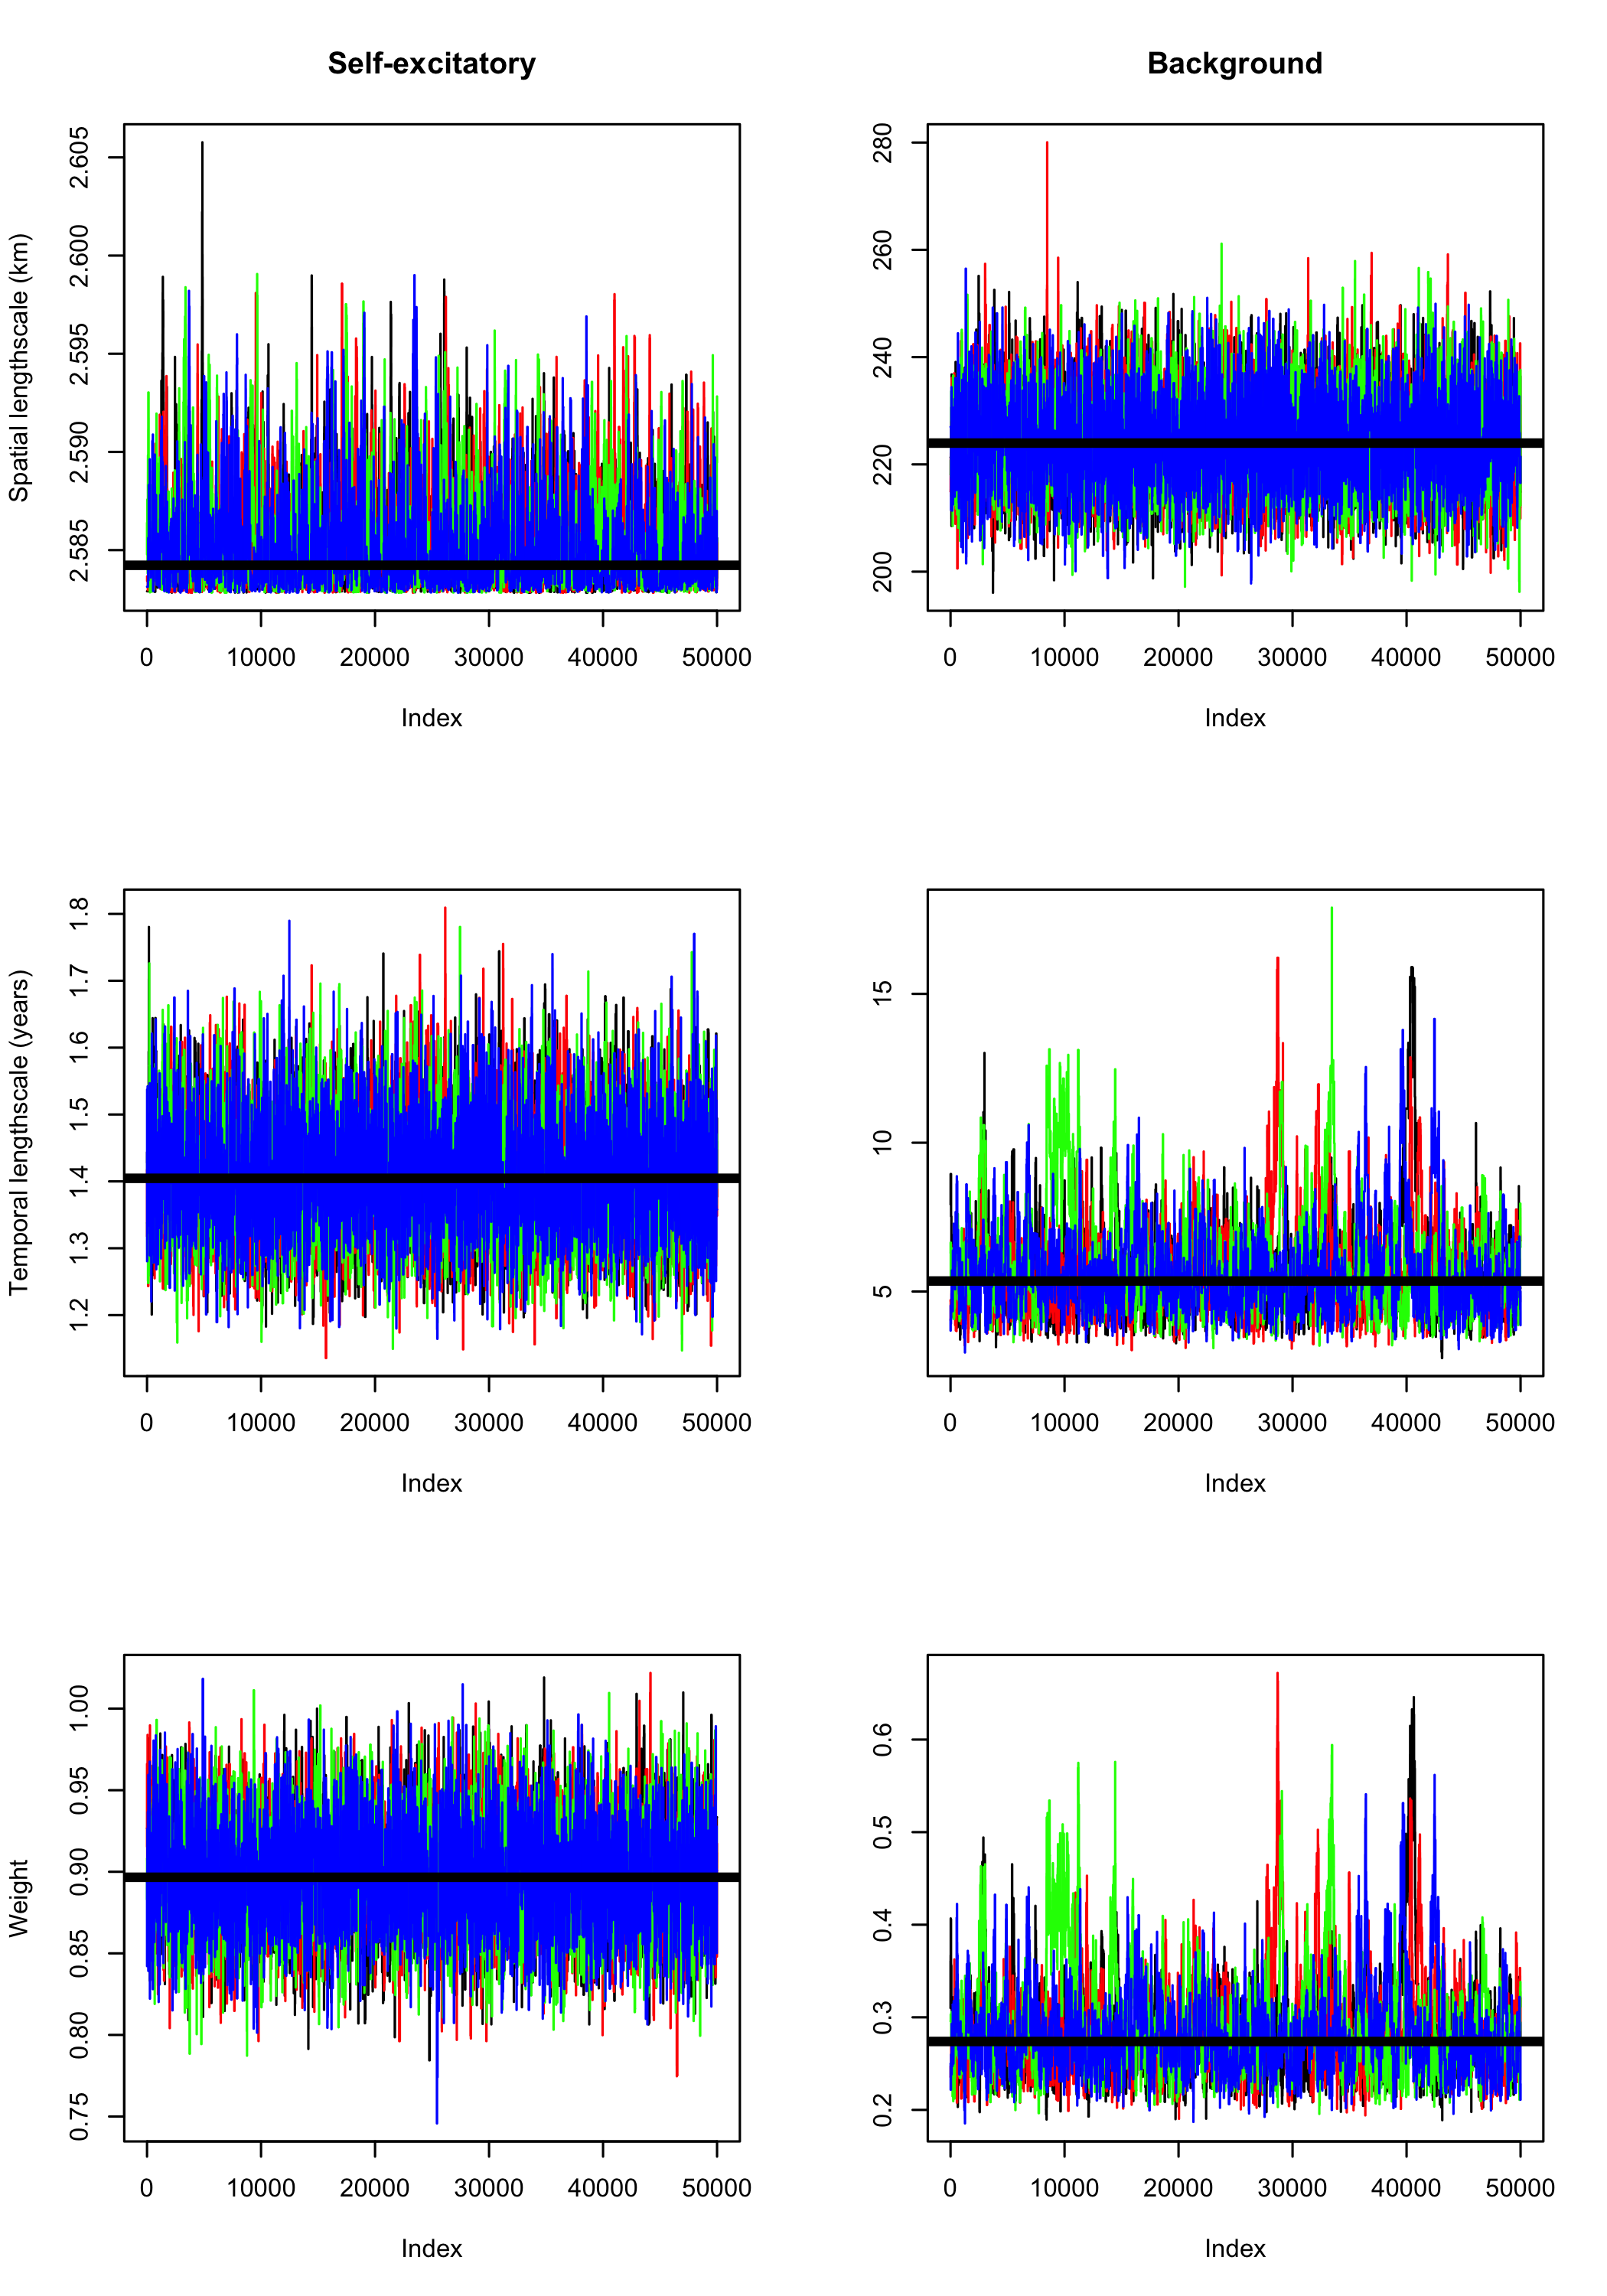 Self-excitatory
Background
Spatial lengthscale (km)
2.585 2.590 2.595 2.600 2.605
0 10000 20000 30000 40000 50000
Index
200 220 240 260 280
0 10000 20000 30000 40000 50000
Index
Temporal lengthscale (years)
1.2 1.3 1.4 1.5 1.6 1.7 1.8
0 10000 20000 30000 40000 50000
Index
5 10 15
0 10000 20000 30000 40000 50000
Index
Weight
0.75 0.80 0.85 0.90 0.95 1.00
0 10000 20000 30000 40000 50000
Index
0.2 0.3 0.4 0.5 0.6
0 10000 20000 30000 40000 50000
Index